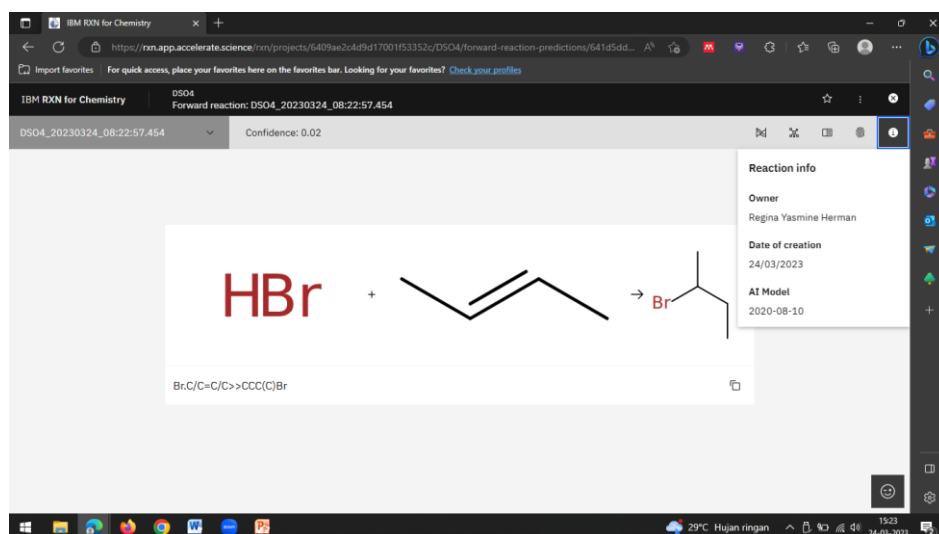 IBM RXN for Chemistry
https://rxn.app.accelerate.science/rxn/projects/6409ae2c4d9d17001f53352c/DSO4/forward-reaction-predictions/641d5dd...
Import favorites
For quick access, place your favorites here on the favorites bar. Looking for your favorites? Check your profiles
IBM RXN for Chemistry
DSO4
Forward reaction: DSO4_20230324_08:22:57.454
DSO4_20230324_08:22:57.454
Confidence: 0.02
Reaction info
Owner
Regina Yasmine Herman
Date of creation
24/03/2023
AI Model
2020-08-10
HBr
+
→
Br
Br.C/C=C/C>>CCC(C)Br
29°C Hujan ringan
15:23
24-03-2023